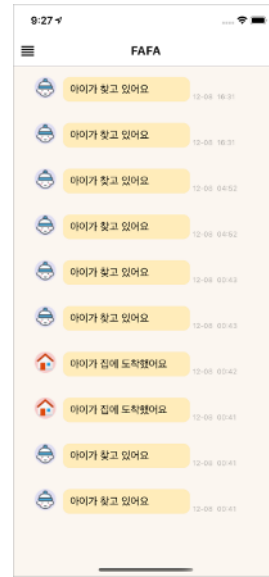 9:27
FAFA
아이가 찾고 있어요
12-06 16:31
아이가 찾고 있어요
12-06 16:31
아이가 찾고 있어요
12-06 04:52
아이가 찾고 있어요
12-06 04:52
아이가 찾고 있어요
12-06 00:43
아이가 찾고 있어요
12-06 00:43
아이가 집에 도착했어요
12-06 00:42
아이가 집에 도착했어요
12-06 00:41
아이가 찾고 있어요
12-06 00:41
아이가 찾고 있어요
12-06 00:41